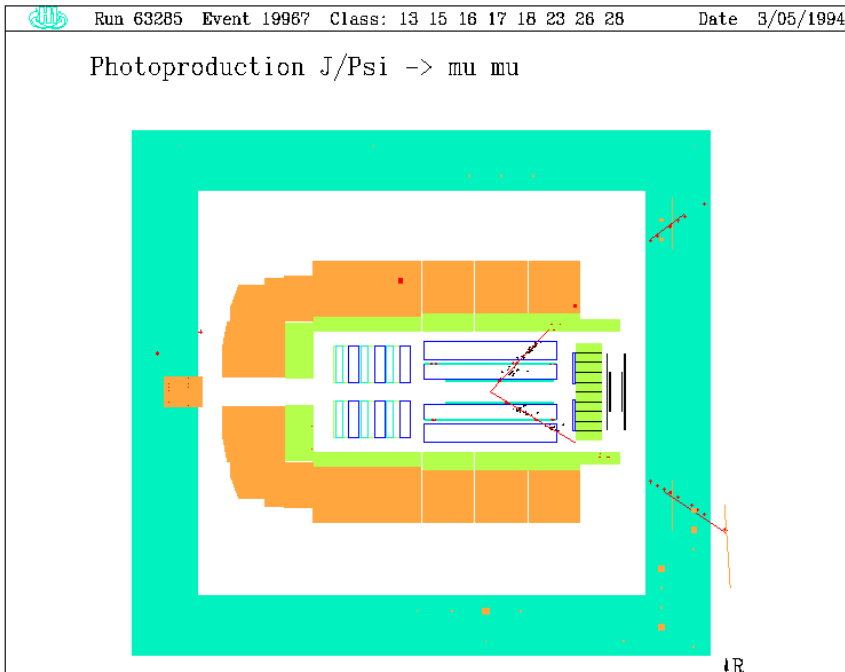 Run 63285 Event 19967 Class: 13 15 16 17 18 23 26 28 Date 3/05/1994
Photoproduction J/Psi -> mu mu
R